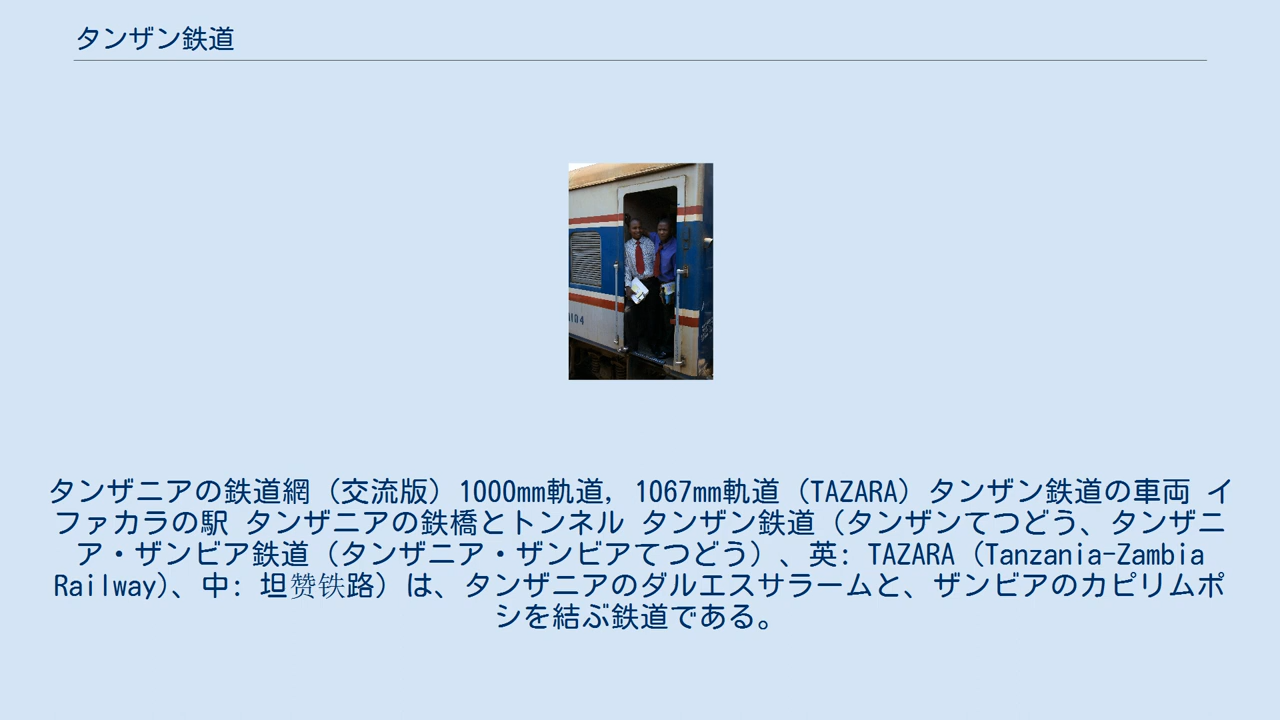 タンザン鉄道
タンザニアの鉄道網（交流版）1000mm軌道, 1067mm軌道（TAZARA）タンザン鉄道の車両 イ
ファカラの駅 タンザニアの鉄橋とトンネル タンザン鉄道（タンザンてつどう、タンザニ
ア・ザンビア鉄道（タンザニア・ザンビアてつどう）、英: TAZARA（Tanzania-Zambia
Railway)、中: 坦赞铁路）は、タンザニアのダルエスサラームと、ザンビアのカピリムポ
シを結ぶ鉄道である。